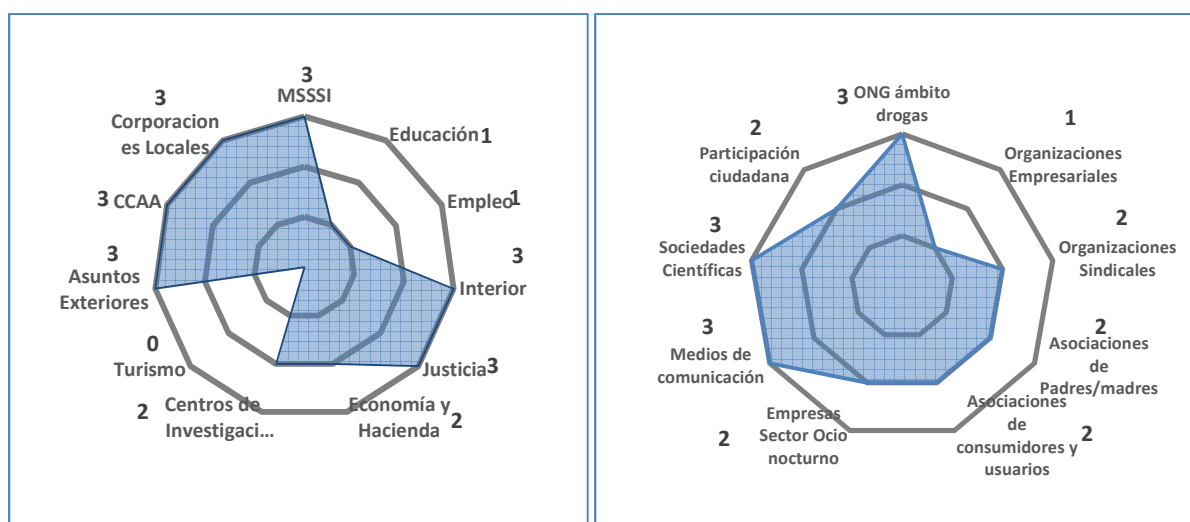 3
MSSSI
Educación 1
Empleo 1
3
Interior
Justicia 3
Economía y
Hacienda 2
2
Centros de
Investigaci...
0
Turismo
3
Asuntos
Exteriores
3 CCAA
3
Corporacion
es Locales
3 ONG ámbito
drogas
1
Organizaciones
Empresariales
2
Organizaciones
Sindicales
2
Asociaciones
de
Padres/madres
Asociaciones
de
consumidores y 2
usuarios
Empresas
2 Sector Ocio
nocturno
3
Medios de
comunicación
3
Sociedades
Científicas
2
Participación
ciudadana